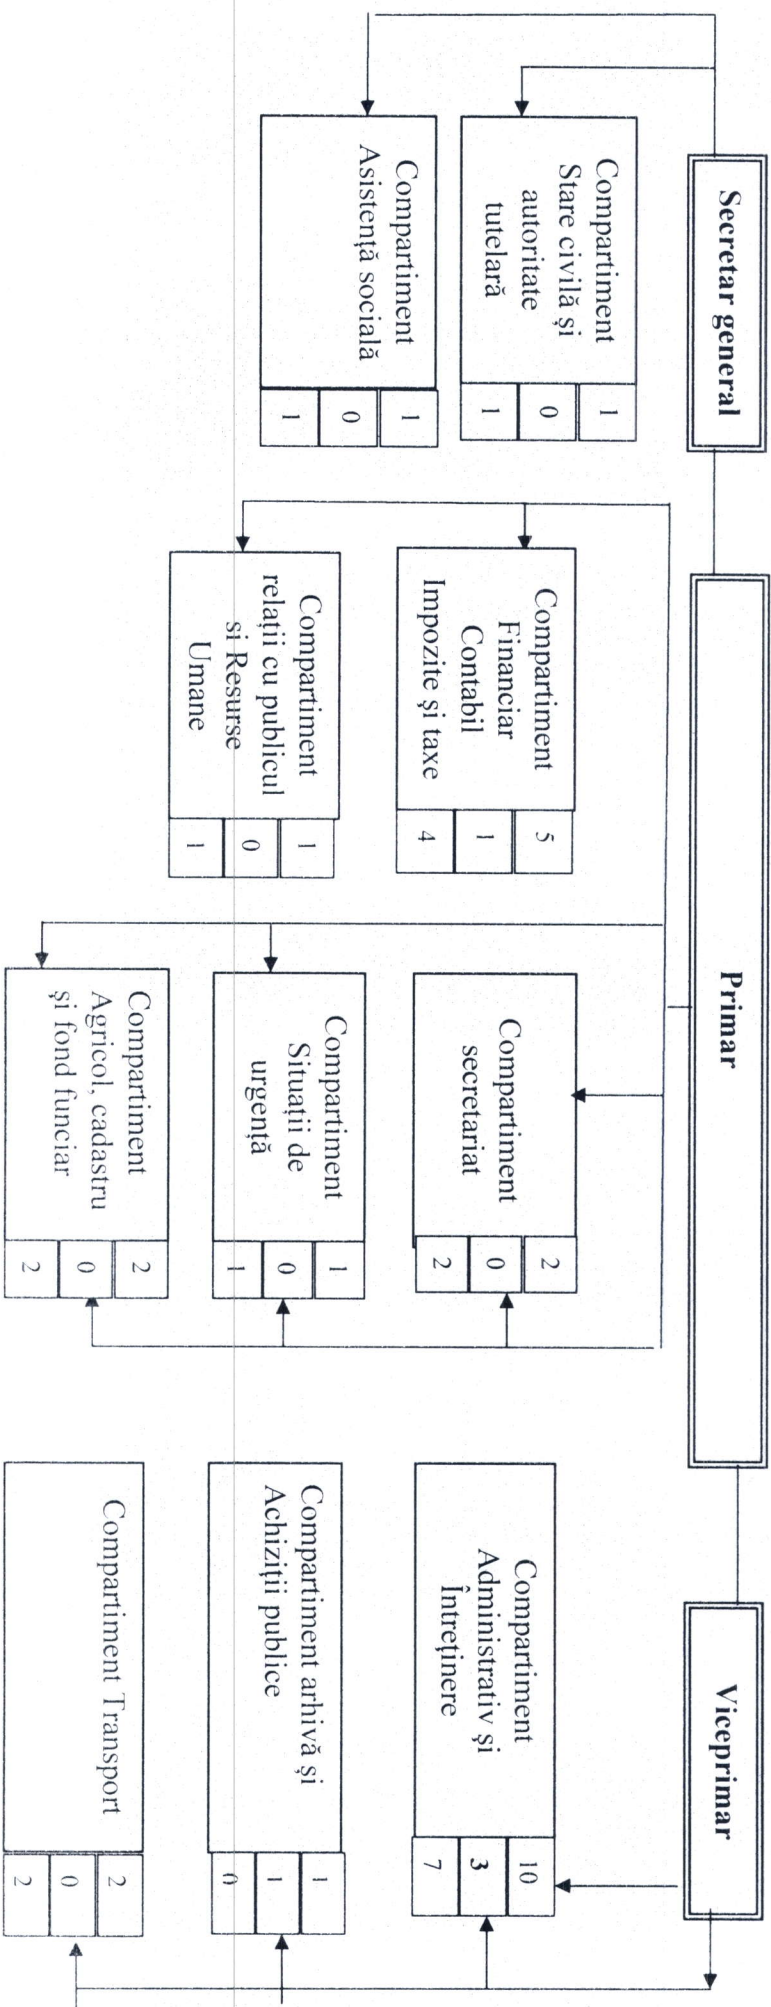 Secretar general
Compartiment
Stare civilă și
autoritate
tutelară
1
0
1
Compartiment
Asistență socială
1
0
1
Primar
Compartiment
Financiar
Contabil
Impozite și taxe
5
1
4
Compartiment
relații cu publicul
si Resurse
Umane
1
0
1
Compartiment
secretariat
2
0
2
Compartiment
Situații de
urgență
1
0
1
Compartiment
Agricol, cadastru
și fond funciar
2
0
2
Viceprimar
Compartiment
Administrativ și
Întreținere
10
3
7
Compartiment arhivă și
Achiziții publice
1
1
0
Compartiment Transport
2
0
2